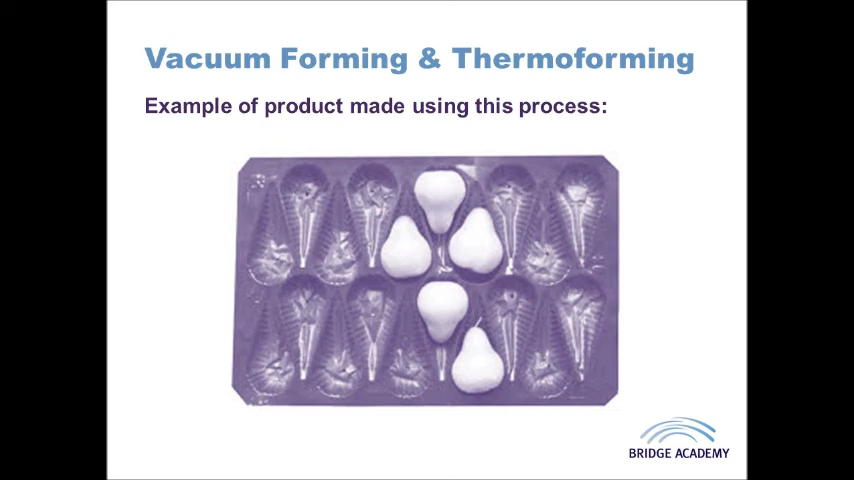 Vacuum Forming & Thermoforming
Example of product made using this process:
BRIDGE ACADEMY